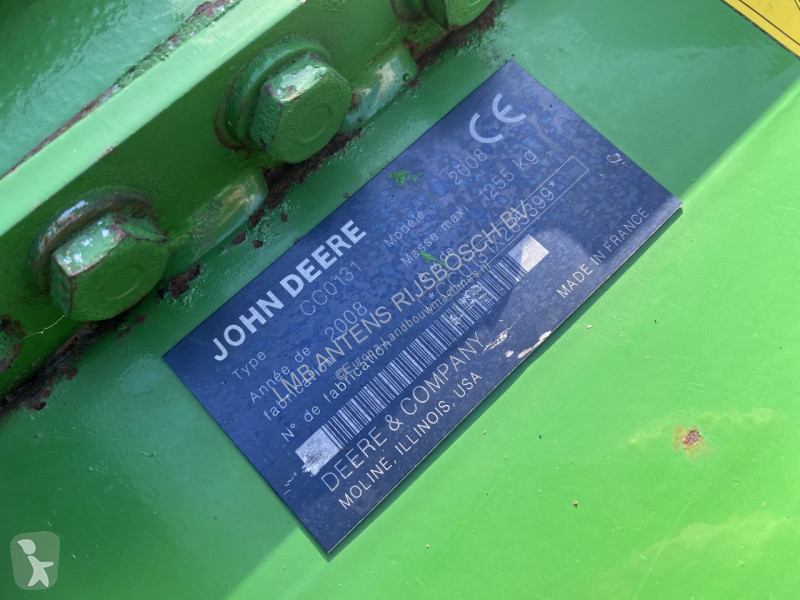 JOHN DEERE
CE
Type CC0131 Modèle 2008
Année de fabrication 2008 Masse maxi 1255 kg
N° de fabrication
LMB ANTENS RIJSBOSCH BV
DEERE & COMPANY
MOLINE, ILLINOIS, USA
MADE IN FRANCE